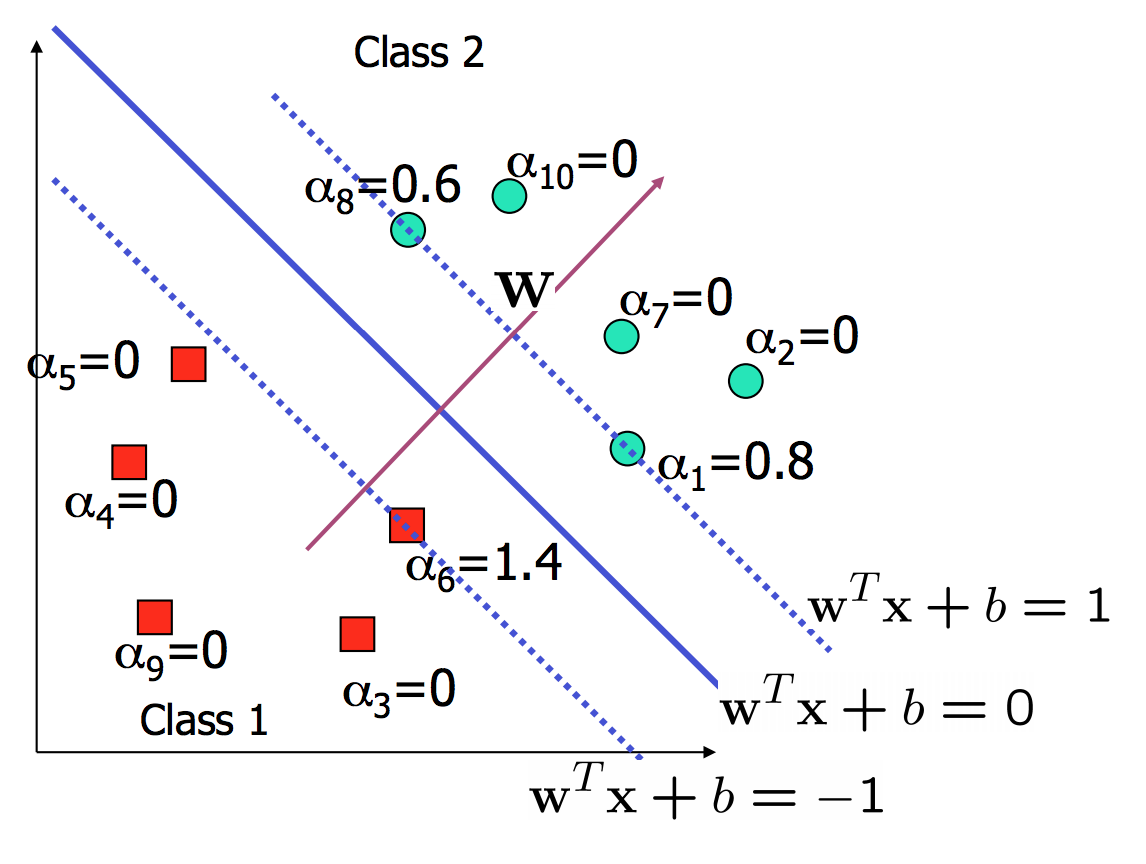 Class 2
α10=0
α8=0.6
w
α7=0
α2=0
α5=0
α1=0.8
α4=0
α6=1.4
wᵀx + b = 1
α9=0
α3=0
wᵀx + b = 0
Class 1
wᵀx + b = −1